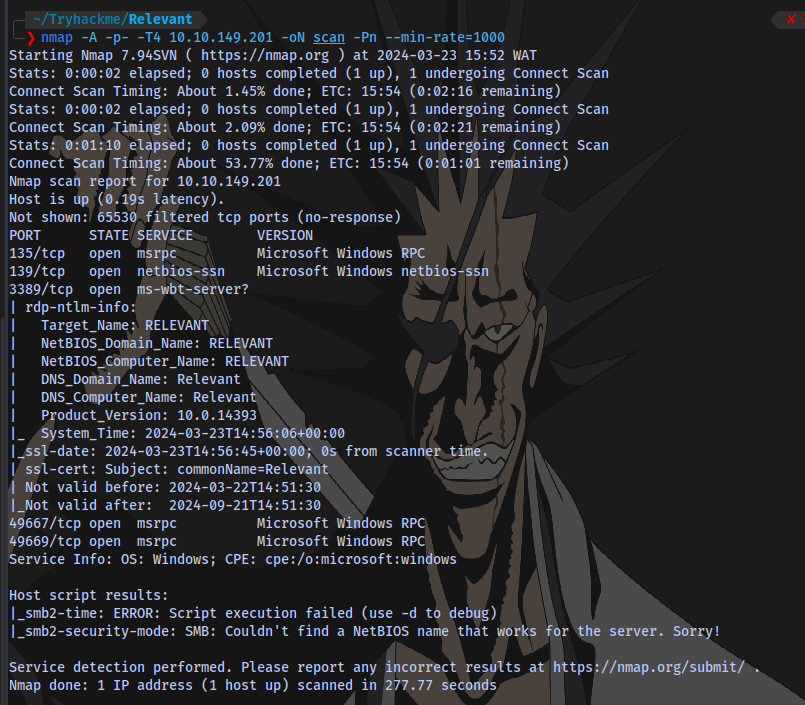 ~/Tryhackme/Relevant
❯ nmap -A -p- -T4 10.10.149.201 -oN scan -Pn --min-rate=1000
Starting Nmap 7.94SVN ( https://nmap.org ) at 2024-03-23 15:52 WAT
Stats: 0:00:02 elapsed; 0 hosts completed (1 up), 1 undergoing Connect Scan
Connect Scan Timing: About 1.45% done; ETC: 15:54 (0:02:16 remaining)
Stats: 0:00:02 elapsed; 0 hosts completed (1 up), 1 undergoing Connect Scan
Connect Scan Timing: About 2.09% done; ETC: 15:54 (0:02:21 remaining)
Stats: 0:01:10 elapsed; 0 hosts completed (1 up), 1 undergoing Connect Scan
Connect Scan Timing: About 53.77% done; ETC: 15:54 (0:01:01 remaining)
Nmap scan report for 10.10.149.201
Host is up (0.19s latency).
Not shown: 65530 filtered tcp ports (no-response)
PORT      STATE SERVICE        VERSION
135/tcp   open  msrpc          Microsoft Windows RPC
139/tcp   open  netbios-ssn    Microsoft Windows netbios-ssn
3389/tcp  open  ms-wbt-server?
| rdp-ntlm-info:
|   Target_Name: RELEVANT
|   NetBIOS_Domain_Name: RELEVANT
|   NetBIOS_Computer_Name: RELEVANT
|   DNS_Domain_Name: Relevant
|   DNS_Computer_Name: Relevant
|   Product_Version: 10.0.14393
|_  System_Time: 2024-03-23T14:56:06+00:00
|_ssl-date: 2024-03-23T14:56:45+00:00; 0s from scanner time.
| ssl-cert: Subject: commonName=Relevant
| Not valid before: 2024-03-22T14:51:30
|_Not valid after:  2024-09-21T14:51:30
49667/tcp open  msrpc          Microsoft Windows RPC
49669/tcp open  msrpc          Microsoft Windows RPC
Service Info: OS: Windows; CPE: cpe:/o:microsoft:windows
Host script results:
|_smb2-time: ERROR: Script execution failed (use -d to debug)
|_smb2-security-mode: SMB: Couldn't find a NetBIOS name that works for the server. Sorry!
Service detection performed. Please report any incorrect results at https://nmap.org/submit/ .
Nmap done: 1 IP address (1 host up) scanned in 277.77 seconds